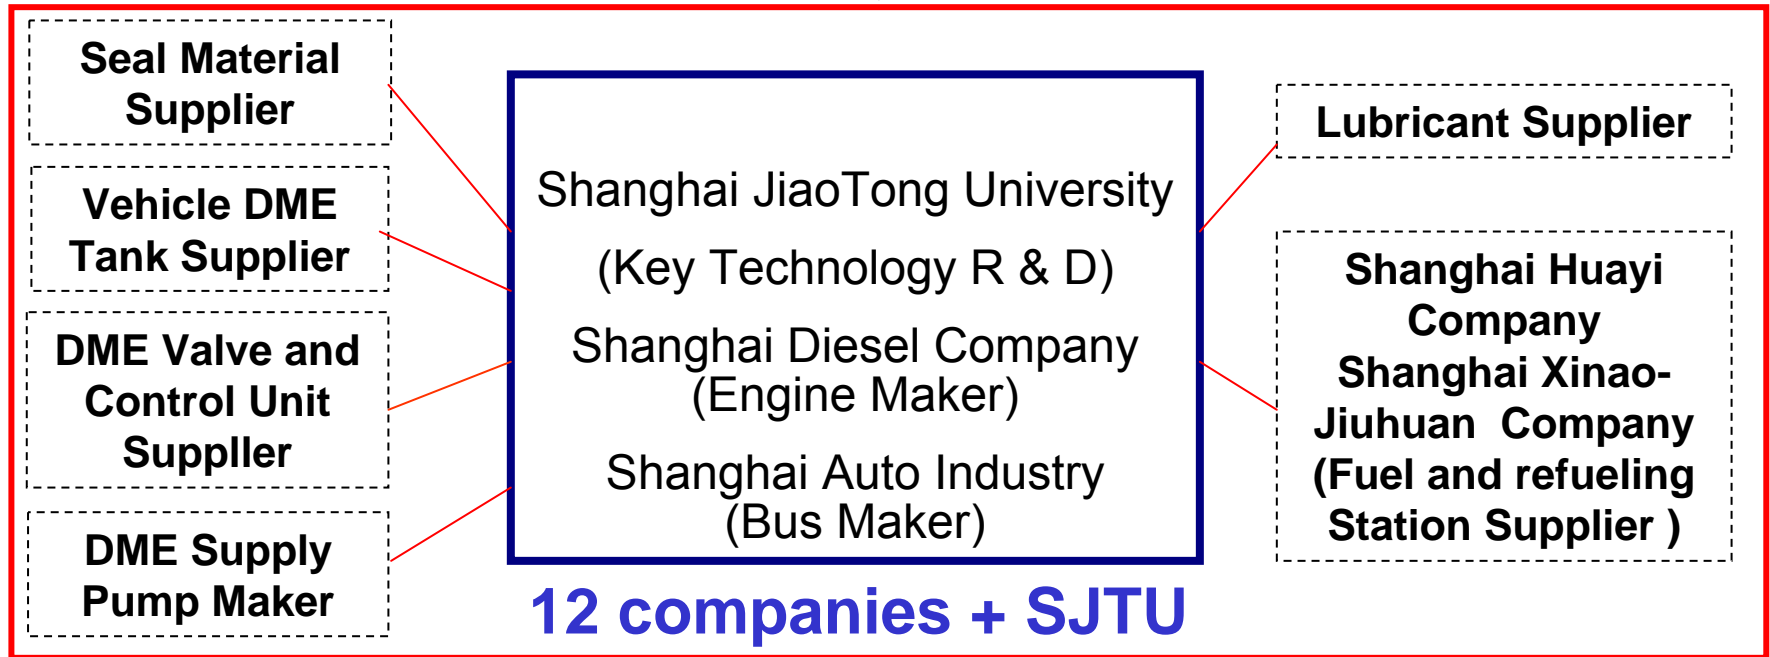 Seal Material
Supplier
Vehicle DME
Tank Supplier
DME Valve and
Control Unit
Suppller
DME Supply
Pump Maker
Shanghai JiaoTong University
(Key Technology R & D)
Shanghai Diesel Company
(Engine Maker)
Shanghai Auto Industry
(Bus Maker)
12 companies + SJTU
Lubricant Supplier
Shanghai Huayi
Company
Shanghai Xinao-
Jiuhuan Company
(Fuel and refueling
Station Supplier )